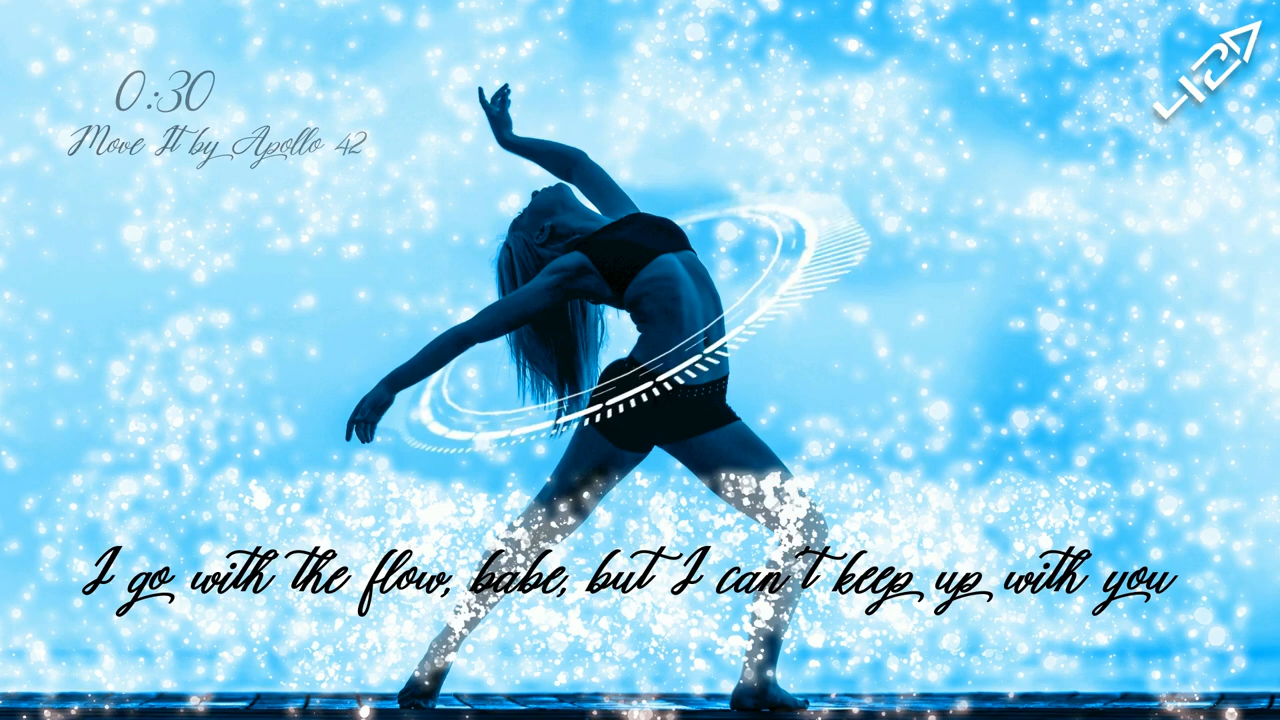 0:30
Move It by Apollo 42
I go with the flow, babe, but I can't keep up with you